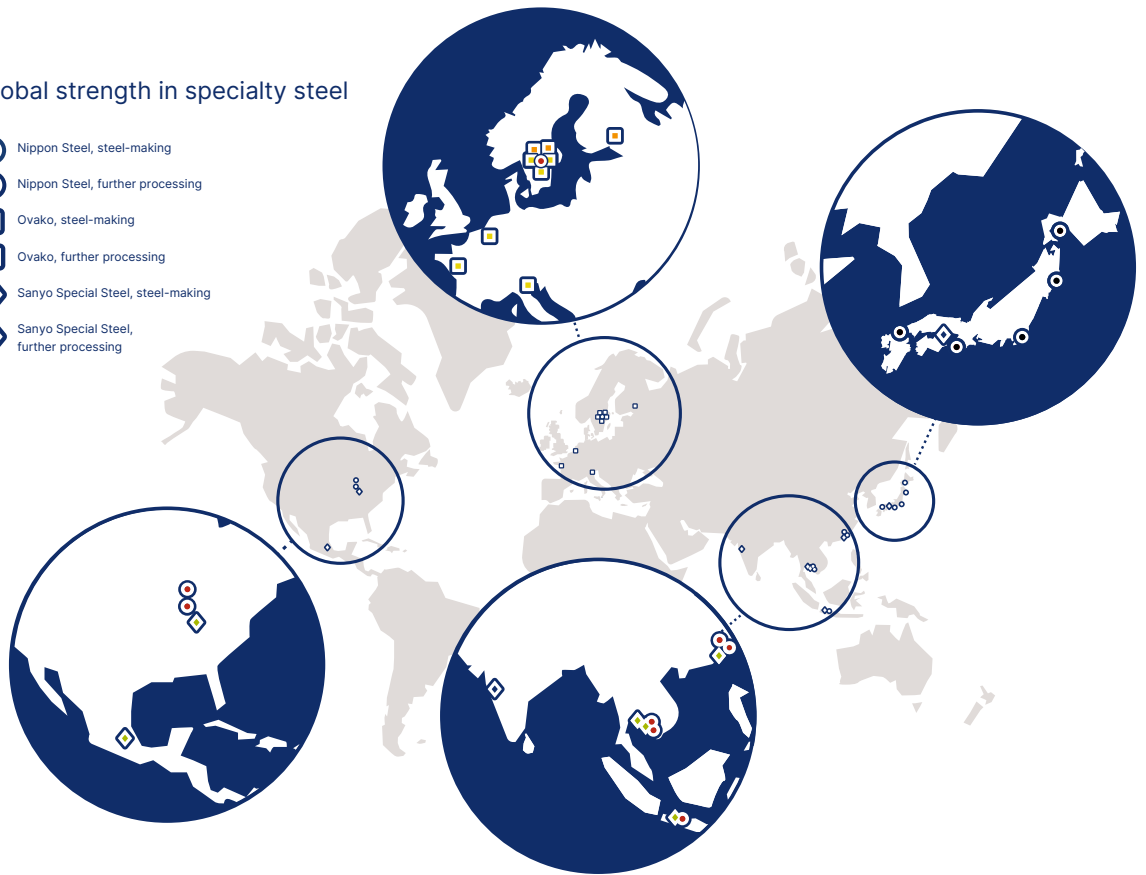 obal strength in specialty steel
Nippon Steel, steel-making
Nippon Steel, further processing
Ovako, steel-making
Ovako, further processing
Sanyo Special Steel, steel-making
Sanyo Special Steel,
further processing